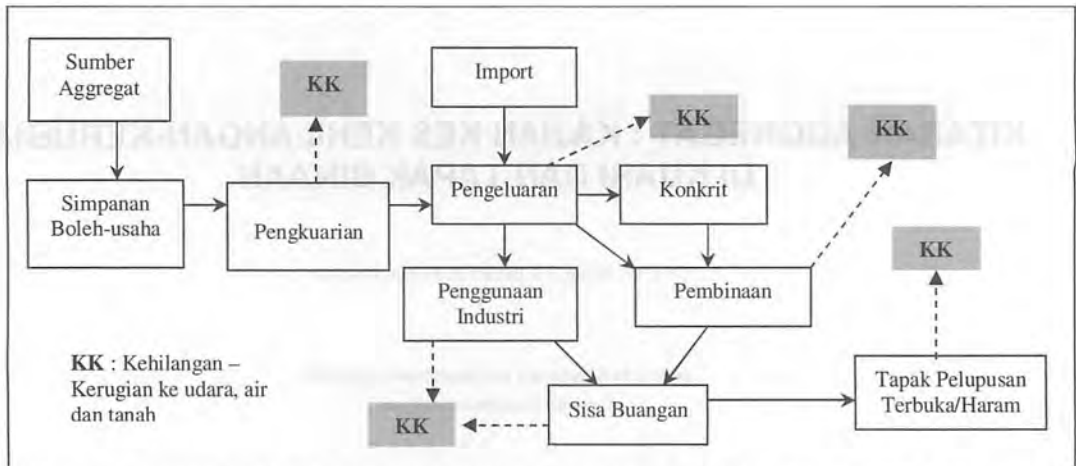 Sumber
Aggregat
KK
Import
KK
KK
Simpanan
Boleh-usaha
Pengkuarian
Pengeluaran
Konkrit
KK
Penggunaan
Industri
Pembinaan
KK : Kehilangan –
Kerugian ke udara, air
dan tanah
KK
Sisa Buangan
Tapak Pelupusan
Terbuka/Haram